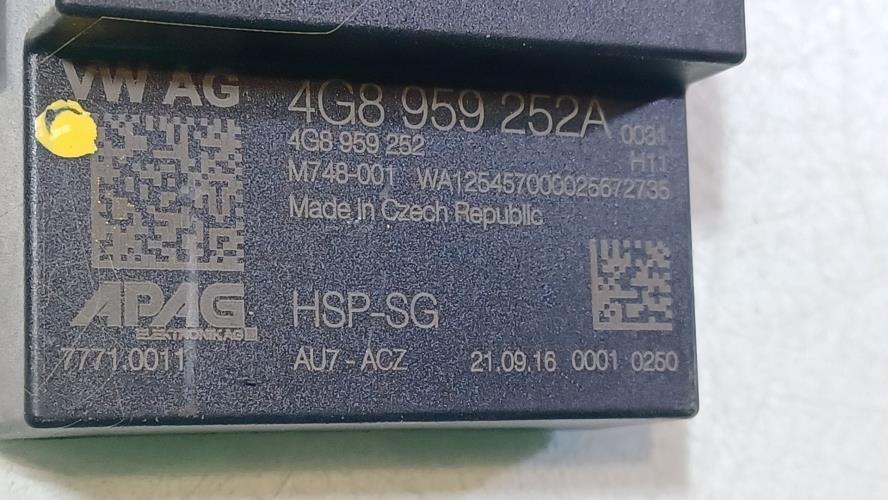 VW AG
4G8 959 252A 0031
4G8 959 252 H11
M748-001 WA125457000025672735
Made in Czech Republic
APAG HSP-SG
ELEKTRONIK AG
7771.0011 AU7-ACZ 21.09.16 0001 0250